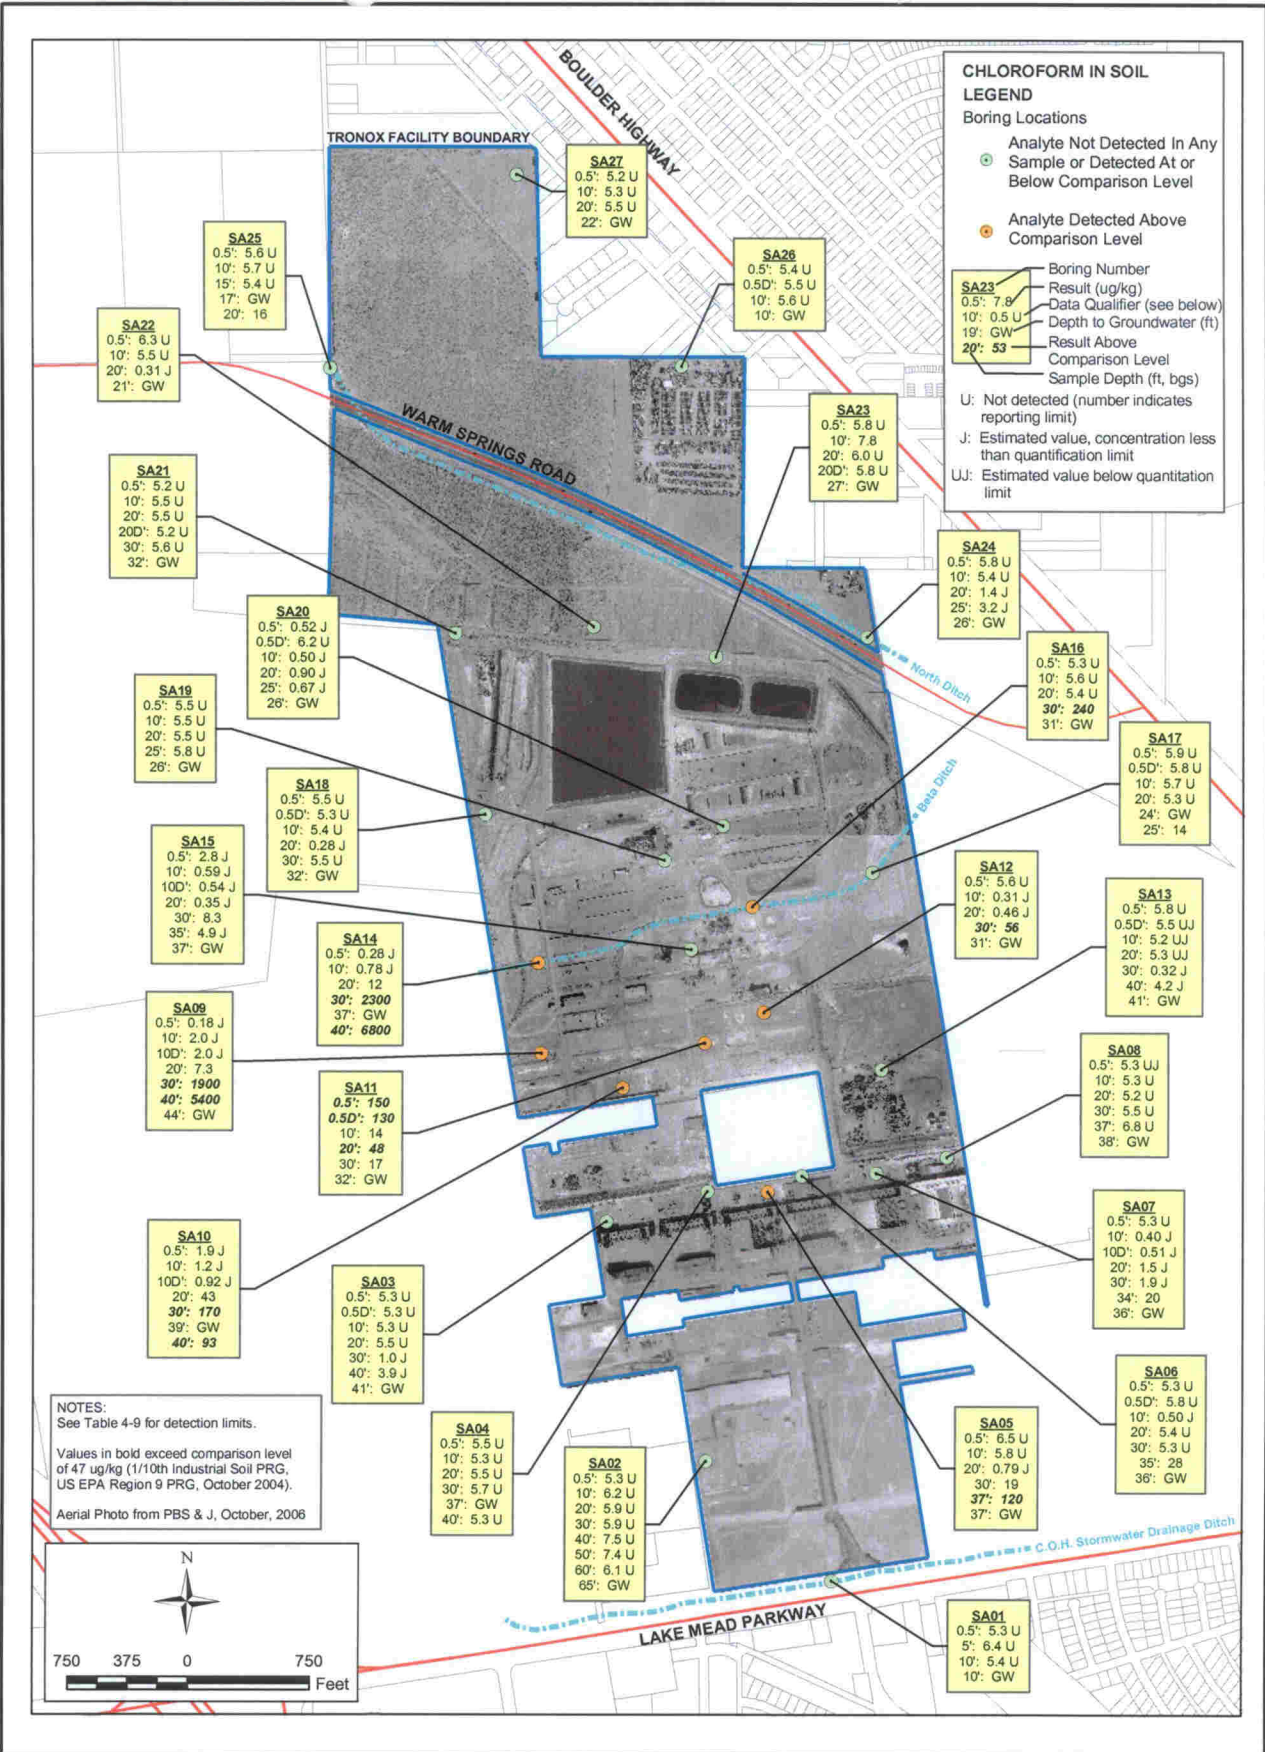 BOULDER HIGHWAY
TRONOX FACILITY BOUNDARY
CHLOROFORM IN SOIL
LEGEND
Boring Locations
Analyte Not Detected In Any
Sample or Detected At or
Below Comparison Level
Analyte Detected Above
Comparison Level
SA23
0.5': 7.8
10': 0.5 U
19': GW
20': 53
Boring Number
Result (ug/kg)
Data Qualifier (see below)
Depth to Groundwater (ft)
Result Above
Comparison Level
Sample Depth (ft, bgs)
U: Not detected (number indicates
reporting limit)
J: Estimated value, concentration less
than quantification limit
UJ: Estimated value below quantitation
limit
SA27
0.5': 5.2 U
10': 5.3 U
20': 5.5 U
22': GW
SA25
0.5': 5.6 U
10': 5.7 U
15': 5.4 U
17': GW
20': 16
SA26
0.5': 5.4 U
0.5D': 5.5 U
10': 5.6 U
10': GW
SA22
0.5': 6.3 U
10': 5.5 U
20': 0.31 J
21': GW
WARM SPRINGS ROAD
SA23
0.5': 5.8 U
10': 7.8
20': 6.0 U
20D': 5.8 U
27': GW
SA21
0.5': 5.2 U
10': 5.5 U
20': 5.5 U
20D': 5.2 U
30': 5.6 U
32': GW
SA24
0.5': 5.8 U
10': 5.4 U
20': 1.4 J
25': 3.2 J
26': GW
SA20
0.5': 0.52 J
0.5D': 6.2 U
10': 0.50 J
20': 0.90 J
25': 0.67 J
26': GW
North Ditch
SA16
0.5': 5.3 U
10': 5.6 U
20': 5.4 U
30': 240
31': GW
SA19
0.5': 5.5 U
10': 5.5 U
20': 5.5 U
25': 5.8 U
26': GW
SA17
0.5': 5.9 U
0.5D': 5.8 U
10': 5.7 U
20': 5.3 U
24': GW
25': 14
Beta Ditch
SA18
0.5': 5.5 U
0.5D': 5.3 U
10': 5.4 U
20': 0.28 J
30': 5.5 U
32': GW
SA15
0.5': 2.8 J
10': 0.59 J
10D': 0.54 J
20': 0.35 J
30': 8.3
35': 4.9 J
37': GW
SA12
0.5': 5.6 U
10': 0.31 J
20': 0.46 J
30': 56
31': GW
SA13
0.5': 5.8 U
0.5D': 5.5 UJ
10': 5.2 UJ
20': 5.3 UJ
30': 0.32 J
40': 4.2 J
41': GW
SA14
0.5': 0.28 J
10': 0.78 J
20': 12
30': 2300
37': GW
40': 6800
SA09
0.5': 0.18 J
10': 2.0 J
10D': 2.0 J
20': 7.3
30': 1900
40': 5400
44': GW
SA08
0.5': 5.3 UJ
10': 5.3 U
20': 5.2 U
30': 5.5 U
37': 6.8 U
38': GW
SA11
0.5': 150
0.5D': 130
10': 14
20': 48
30': 17
32': GW
SA07
0.5': 5.3 U
10': 0.40 J
10D': 0.51 J
20': 1.5 J
30': 1.9 J
34': 20
36': GW
SA10
0.5': 1.9 J
10': 1.2 J
10D': 0.92 J
20': 43
30': 170
39': GW
40': 93
SA03
0.5': 5.3 U
0.5D': 5.3 U
10': 5.3 U
20': 5.5 U
30': 1.0 J
40': 3.9 J
41': GW
SA06
0.5': 5.3 U
0.5D': 5.8 U
10': 0.50 J
20': 5.4 U
30': 5.3 U
35': 28
36': GW
NOTES:
See Table 4-9 for detection limits.
Values in bold exceed comparison level
of 47 ug/kg (1/10th Industrial Soil PRG,
US EPA Region 9 PRG, October 2004).
Aerial Photo from PBS & J, October, 2006
SA04
0.5': 5.5 U
10': 5.3 U
20': 5.5 U
30': 5.7 U
37': GW
40': 5.3 U
SA02
0.5': 5.3 U
10': 6.2 U
20': 5.9 U
30': 5.9 U
40': 7.5 U
50': 7.4 U
60': 6.1 U
65': GW
SA05
0.5': 6.5 U
10': 5.8 U
20': 0.79 J
30': 19
37': 120
37': GW
C.O.H. Stormwater Drainage Ditch
LAKE MEAD PARKWAY
SA01
0.5': 5.3 U
5': 6.4 U
10': 5.4 U
10': GW
N
750 375 0 750
Feet